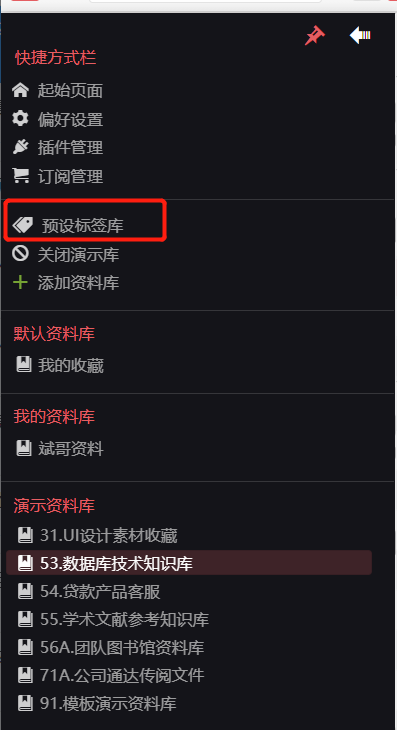 快捷方式栏
起始页面
偏好设置
插件管理
订阅管理
预设标签库
关闭演示库
添加资料库
默认资料库
我的收藏
我的资料库
斌哥资料
演示资料库
31.UI设计素材收藏
53.数据库技术知识库
54.贷款产品客服
55.学术文献参考知识库
56A.团队图书馆资料库
71A.公司通达传阅文件
91.模板演示资料库